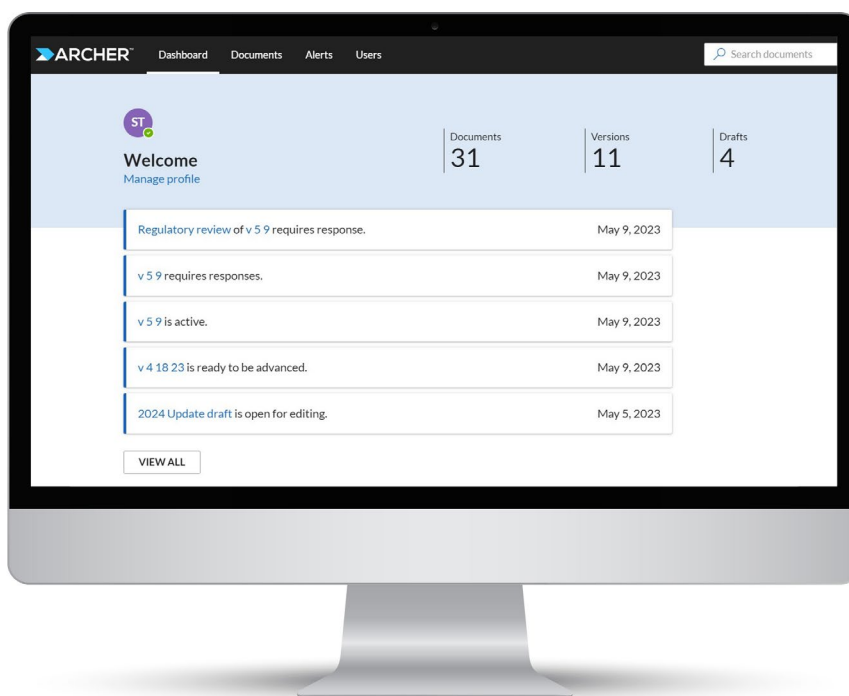 ARCHER™
Dashboard Documents Alerts Users
Search documents
ST
Welcome
Manage profile
Documents
31
Versions
11
Drafts
4
Regulatory review of v 5 9 requires response. May 9, 2023
v 5 9 requires responses. May 9, 2023
v 5 9 is active. May 9, 2023
v 4 18 23 is ready to be advanced. May 9, 2023
2024 Update draft is open for editing. May 5, 2023
VIEW ALL